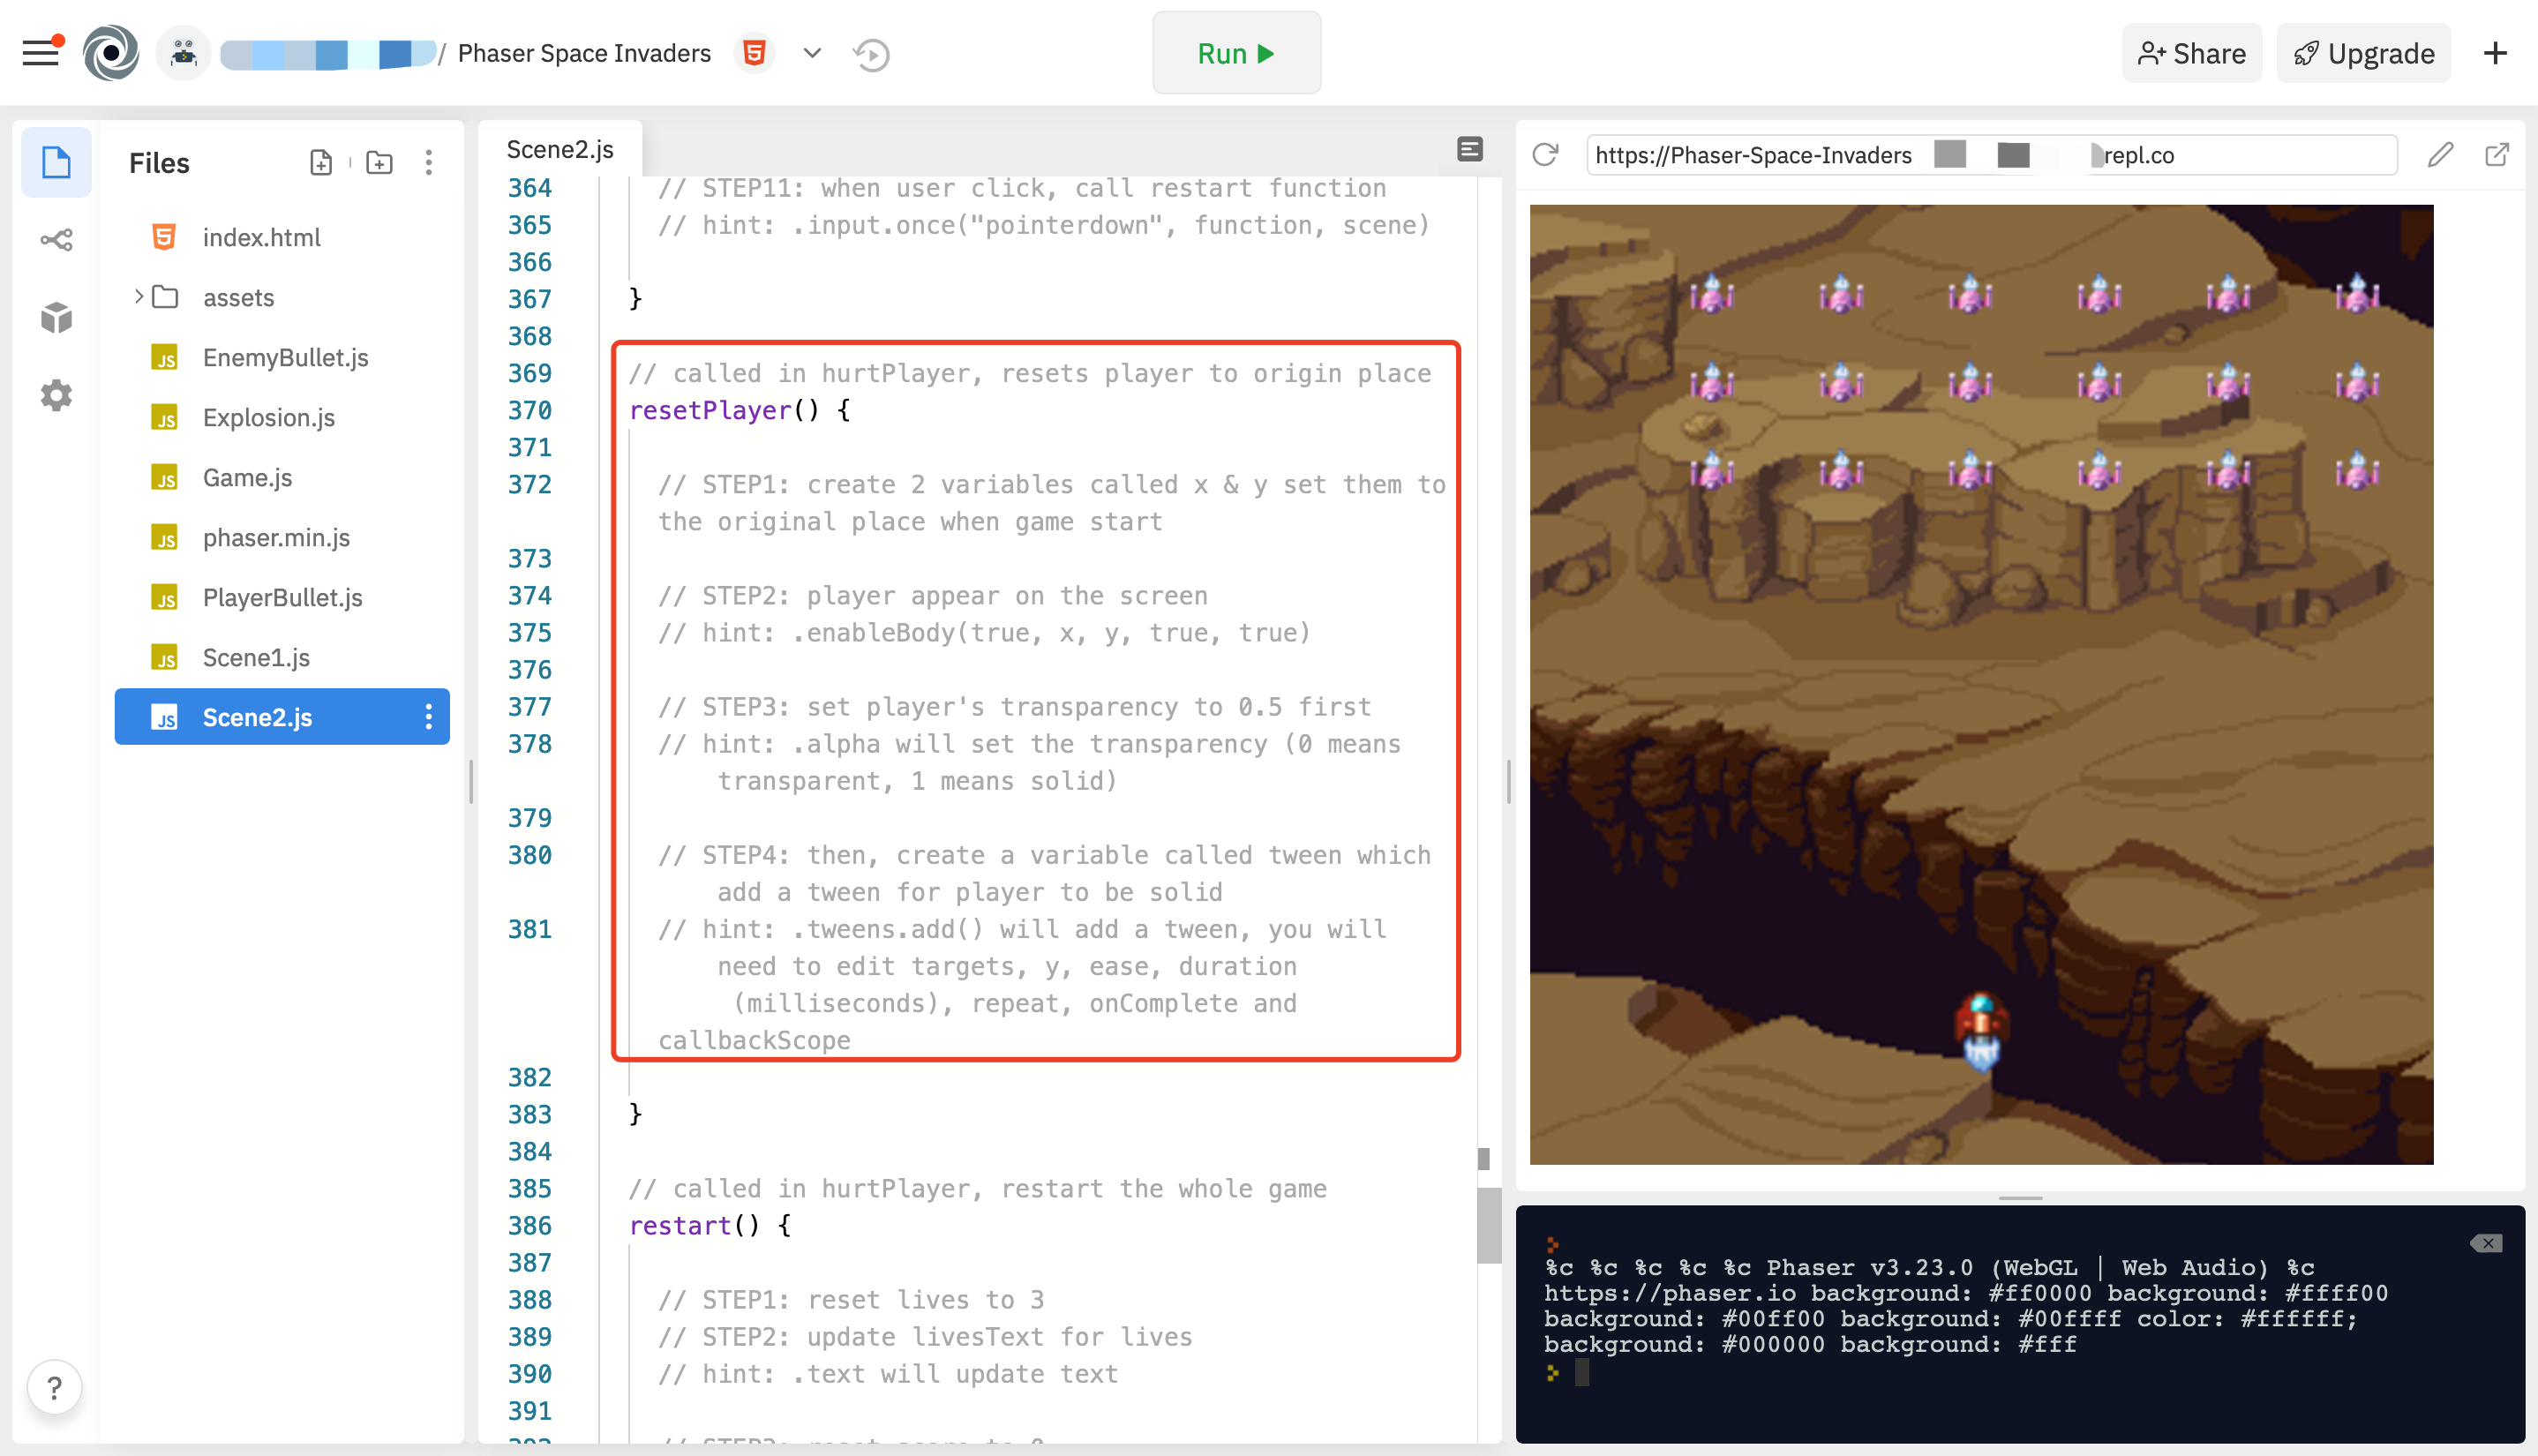 / Phaser Space Invaders
Run
Share
Upgrade
Files
index.html
assets
EnemyBullet.js
Explosion.js
Game.js
phaser.min.js
PlayerBullet.js
Scene1.js
Scene2.js
?
Scene2.js
364 // STEP11: when user click, call restart function
365 // hint: .input.once("pointerdown", function, scene)
366
367 }
368
369 // called in hurtPlayer, resets player to origin place
370 resetPlayer() {
371
372 // STEP1: create 2 variables called x & y set them to
the original place when game start
373
374 // STEP2: player appear on the screen
375 // hint: .enableBody(true, x, y, true, true)
376
377 // STEP3: set player's transparency to 0.5 first
378 // hint: .alpha will set the transparency (0 means
transparent, 1 means solid)
379
380 // STEP4: then, create a variable called tween which
add a tween for player to be solid
381 // hint: .tweens.add() will add a tween, you will
need to edit targets, y, ease, duration
(milliseconds), repeat, onComplete and
callbackScope
382
383 }
384
385 // called in hurtPlayer, restart the whole game
386 restart() {
387
388 // STEP1: reset lives to 3
389 // STEP2: update livesText for lives
390 // hint: .text will update text
391
https://Phaser-Space-Invaders repl.co
%c %c %c %c %c Phaser v3.23.0 (WebGL | Web Audio) %c
https://phaser.io background: #ff0000 background: #ffff00
background: #00ff00 background: #00ffff color: #ffffff;
background: #000000 background: #fff